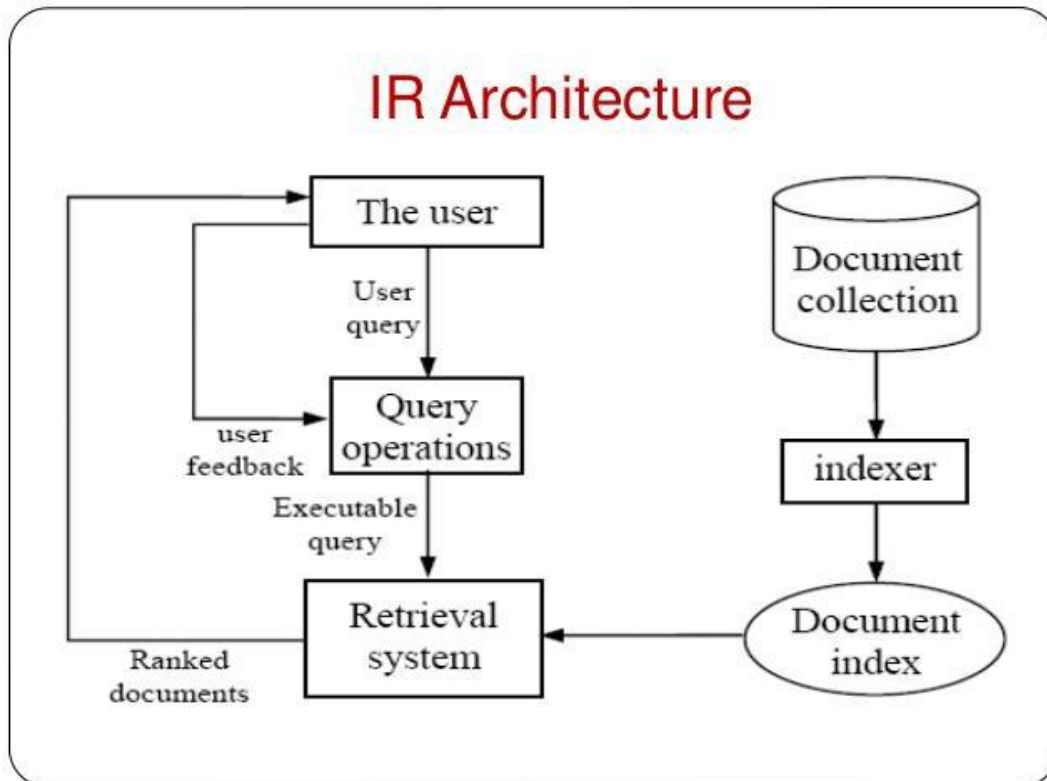 IR Architecture
The user
User
query
Query
operations
user
feedback
Executable
query
Retrieval
system
Ranked
documents
Document
collection
indexer
Document
index